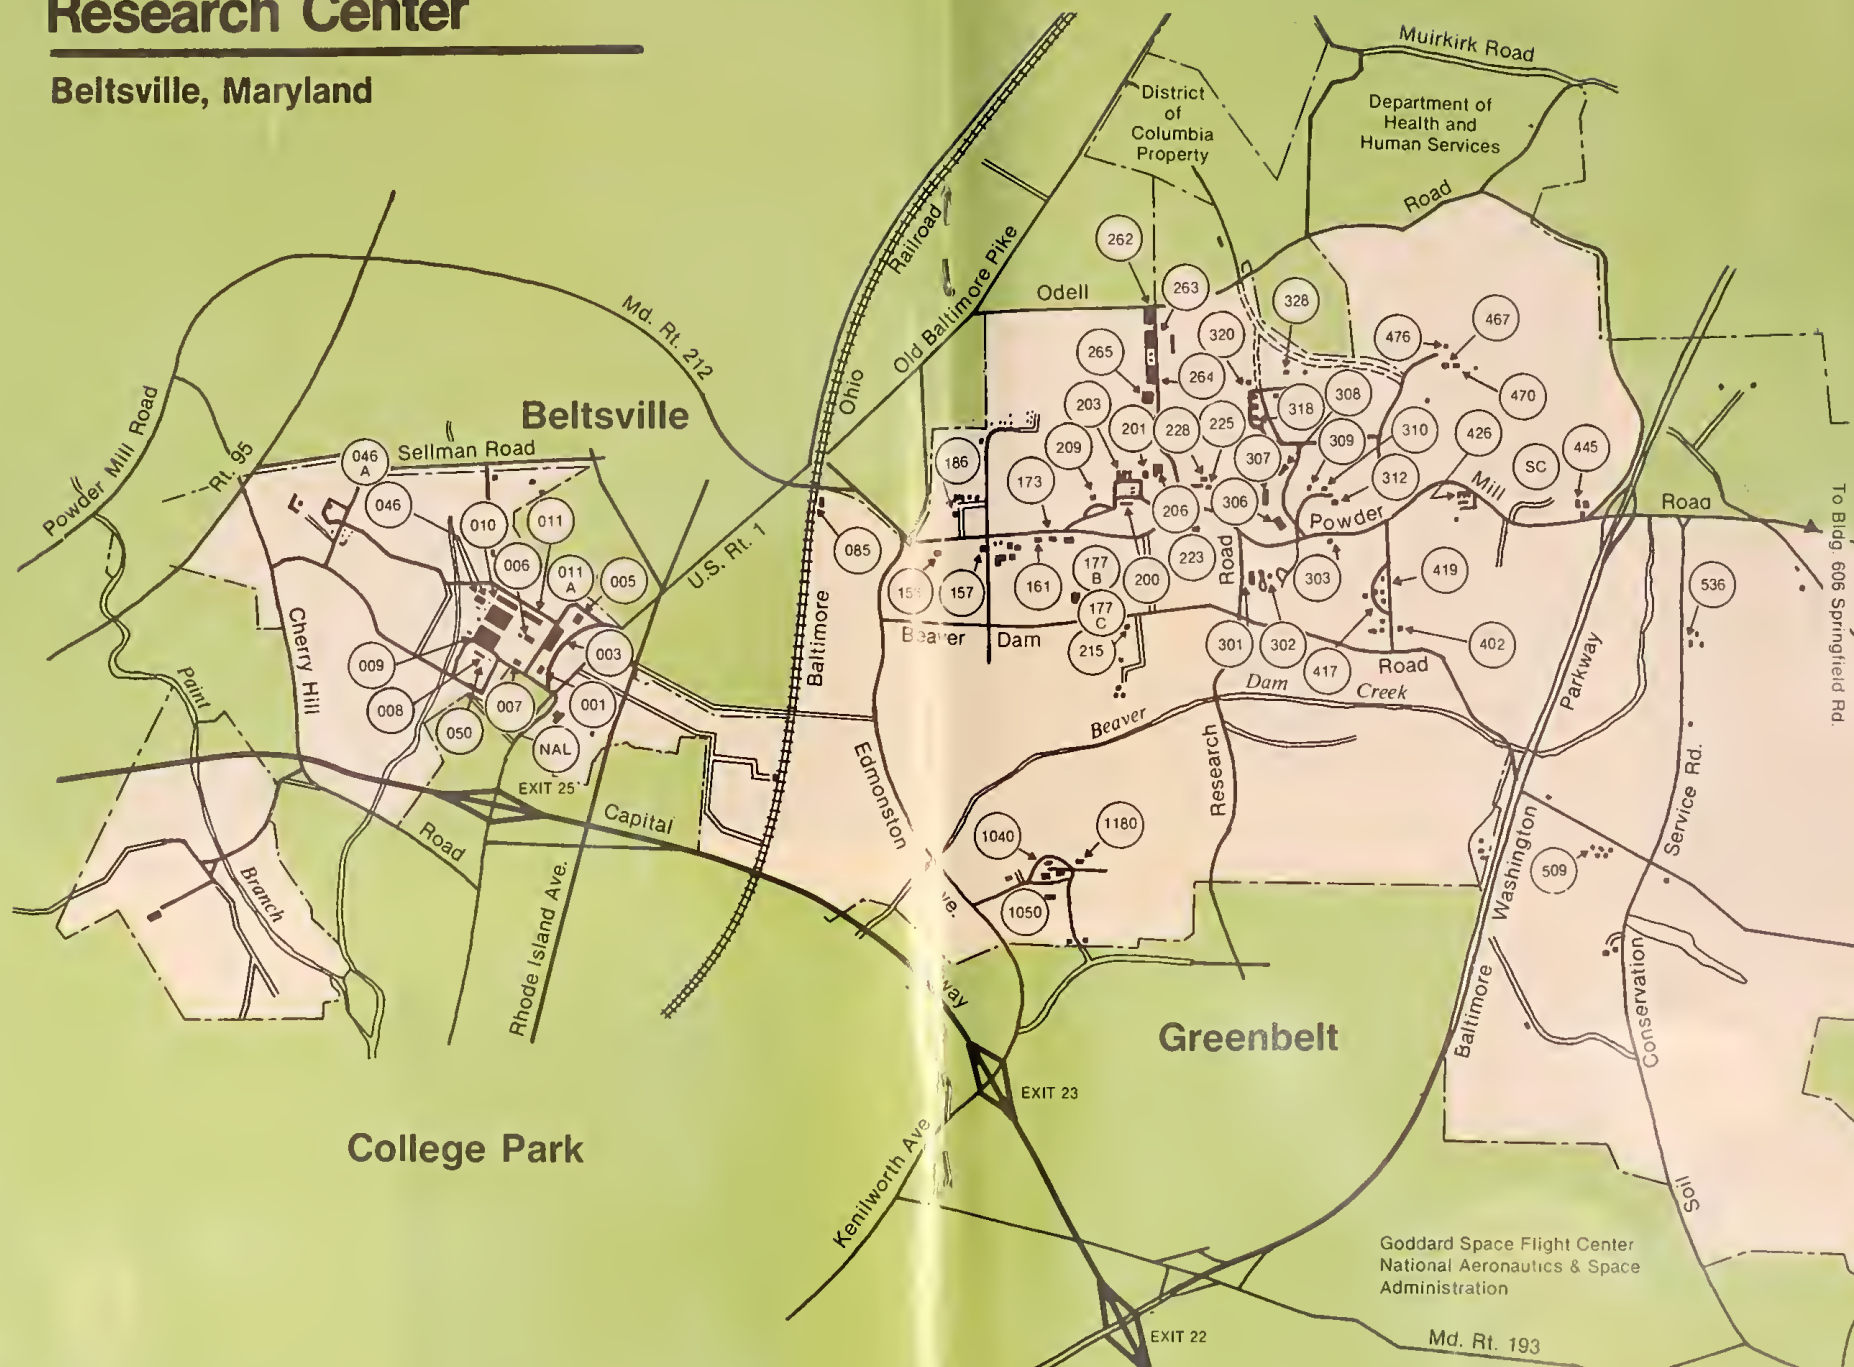 Research Center
Beltsville, Maryland
Muirkirk Road
District
of
Columbia
Property
Department of
Health and
Human Services
Road
Railroad
Old Baltimore Pike
262
Odell
263
328
Md. Rt. 212
467
476
320
265
264
470
Powder Mill Road
Ohio
Beltsville
203
318
308
201
228
225
310
426
046
A
Sellman Road
209
309
445
SC
186
307
Rt. 95
173
312
Mill
046
306
Road
010
011
206
Powder
To Bldg 606 Springfield Rd.
U.S. Rt. 1
085
006
011
A
005
177
B
200
223
Road
303
419
536
157
161
Cherry Hill
Baltimore
177
C
Beaver Dam
003
215
301
302
402
009
417
Road
Parkway
Paint
Dam Creek
008
007
001
Beaver
050
NAL
Edmonston
Research
Service Rd.
EXIT 25
Capital
Road
1040
1180
Washington
509
Branch
Rhode Island Ave.
1050
ve.
way
Baltimore
Conservation
Greenbelt
EXIT 23
College Park
Kenilworth Ave
Soil
Goddard Space Flight Center
National Aeronautics & Space
Administration
EXIT 22
Md. Rt. 193